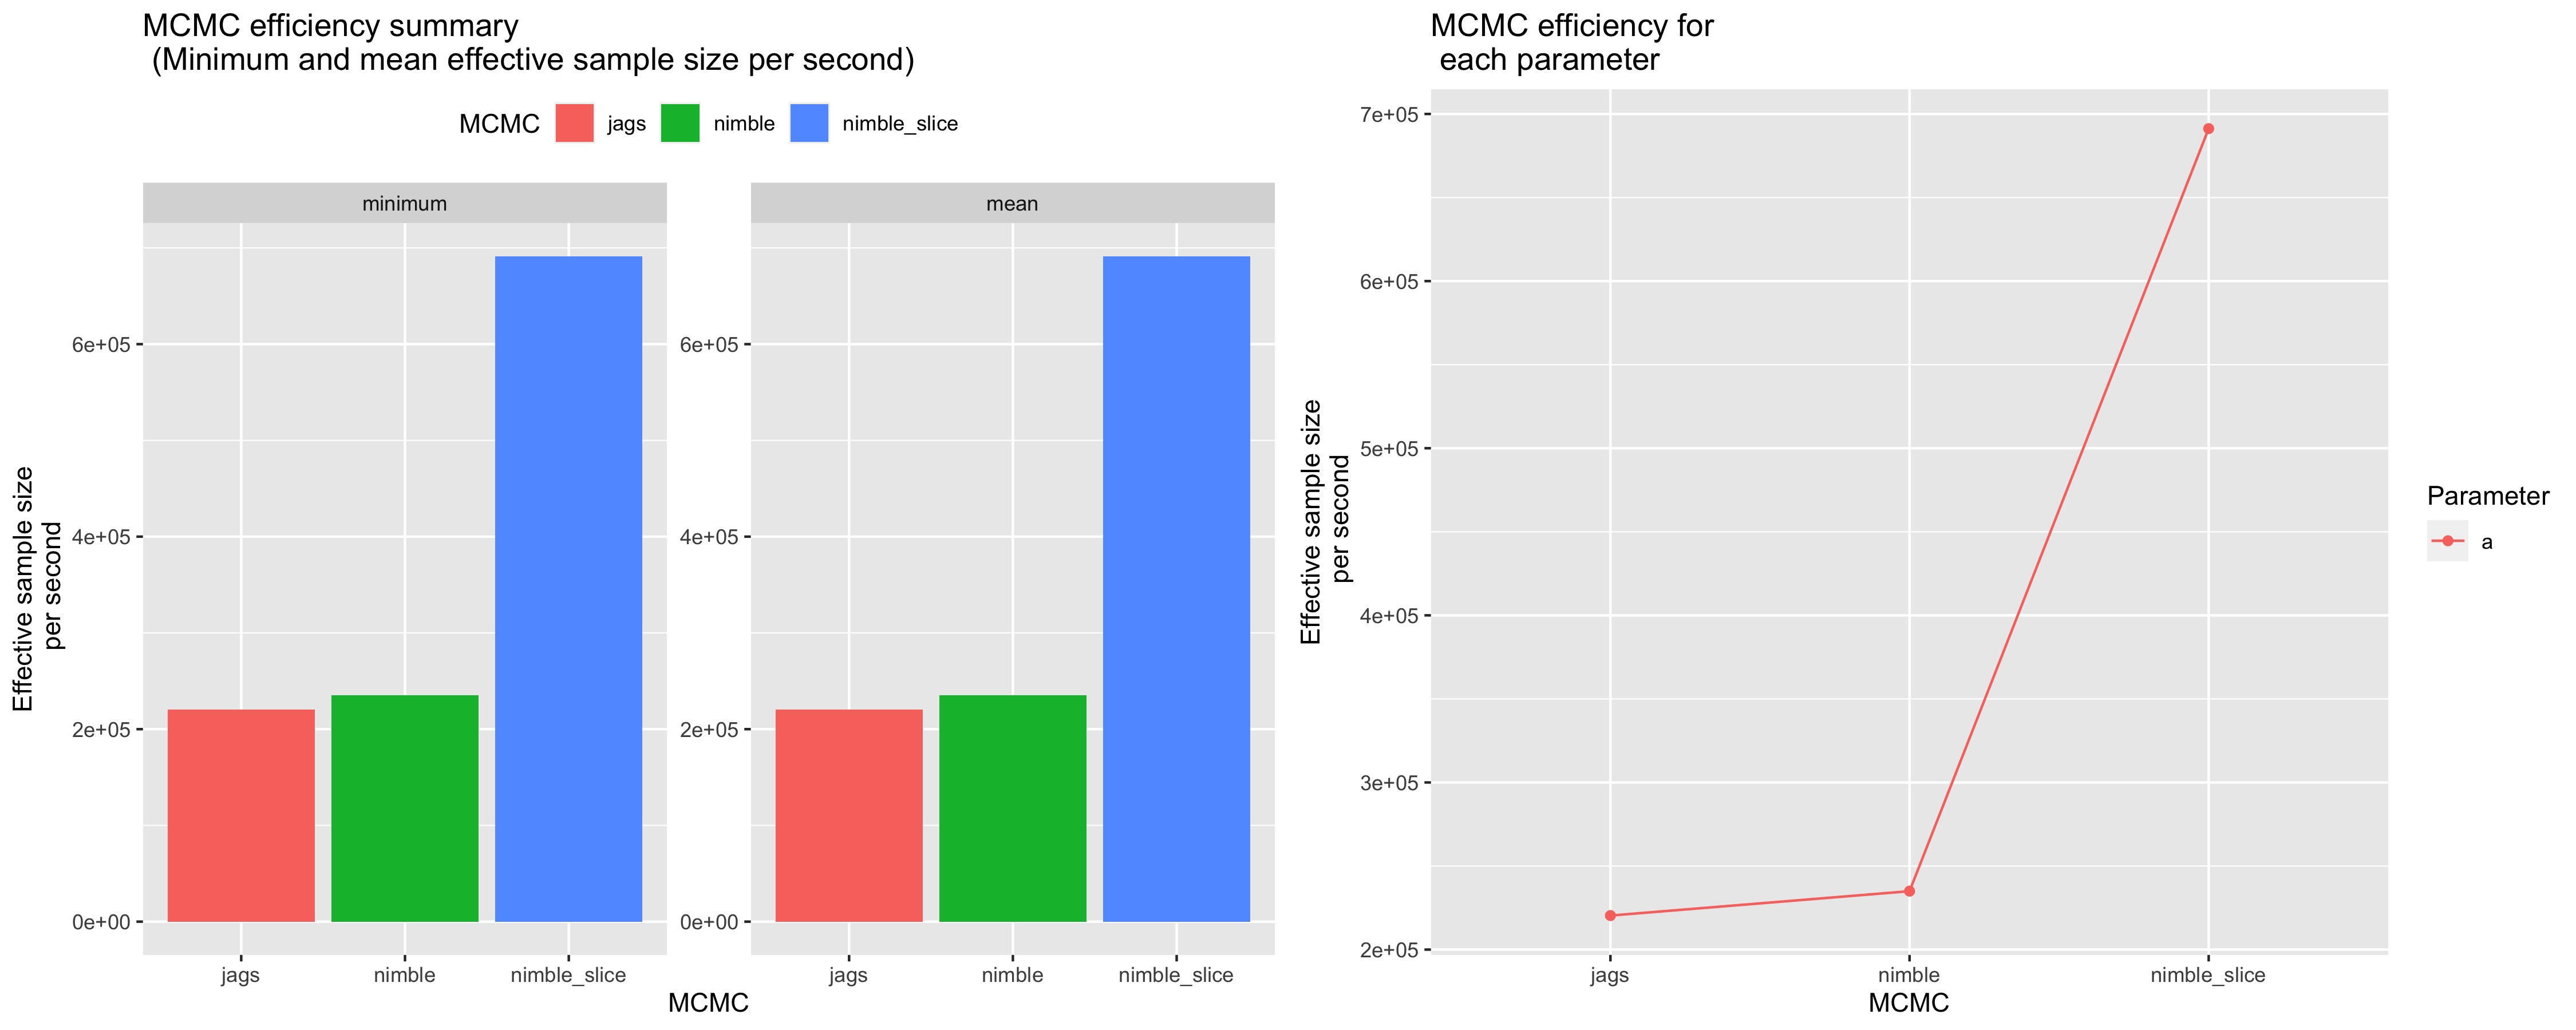 MCMC efficiency summary
(Minimum and mean effective sample size per second)
MCMC jags nimble nimble_slice
minimum
mean
Effective sample size
per second
6e+05
4e+05
2e+05
0e+00
6e+05
4e+05
2e+05
0e+00
jags nimble nimble_slice
jags nimble nimble_slice
MCMC
MCMC efficiency for
each parameter
Effective sample size
per second
7e+05
6e+05
5e+05
4e+05
3e+05
2e+05
jags nimble nimble_slice
MCMC
Parameter
a